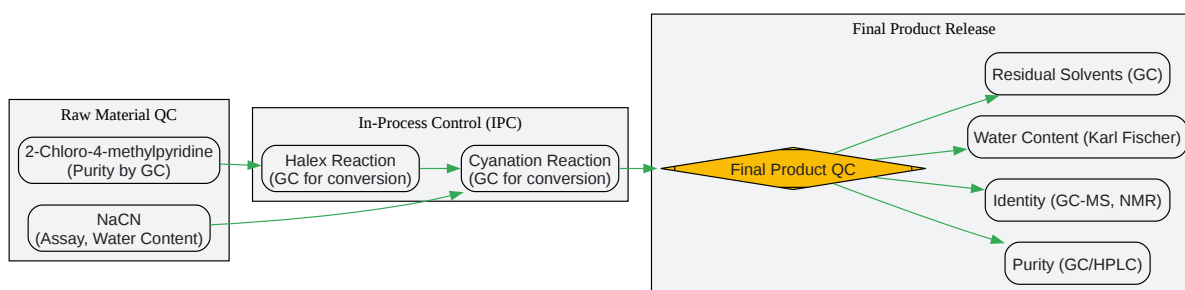 Raw Material QC
2-Chloro-4-methylpyridine
(Purity by GC)
NaCN
(Assay, Water Content)
In-Process Control (IPC)
Halex Reaction
(GC for conversion)
Cyanation Reaction
(GC for conversion)
Final Product Release
Final Product QC
Residual Solvents (GC)
Water Content (Karl Fischer)
Identity (GC-MS, NMR)
Purity (GC/HPLC)